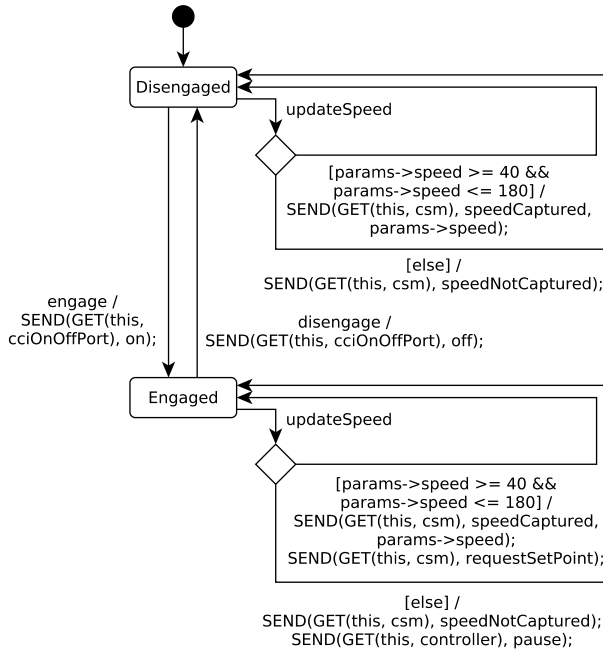 Disengaged
updateSpeed
[params->speed >= 40 &&
params->speed <= 180] /
SEND(GET(this, csm), speedCaptured,
params->speed);
[else] /
SEND(GET(this, csm), speedNotCaptured);
engage /
SEND(GET(this,
cciOnOffPort), on);
disengage /
SEND(GET(this, cciOnOffPort), off);
Engaged
updateSpeed
[params->speed >= 40 &&
params->speed <= 180] /
SEND(GET(this, csm), speedCaptured,
params->speed);
SEND(GET(this, csm), requestSetPoint);
[else] /
SEND(GET(this, csm), speedNotCaptured);
SEND(GET(this, controller), pause);